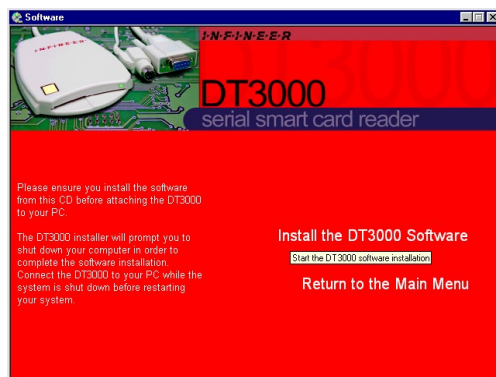 Software
I·N·F·I·N·E·E·R
I·N·F·I·N·E·E·R
DT3000
serial smart card reader
Please ensure you install the software
from this CD before attaching the DT3000
to your PC.
The DT3000 installer will prompt you to
shut down your computer in order to
complete the software installation.
Connect the DT3000 to your PC while the
system is shut down before restarting
your system.
Install the DT3000 Software
Start the DT3000 software installation
Return to the Main Menu